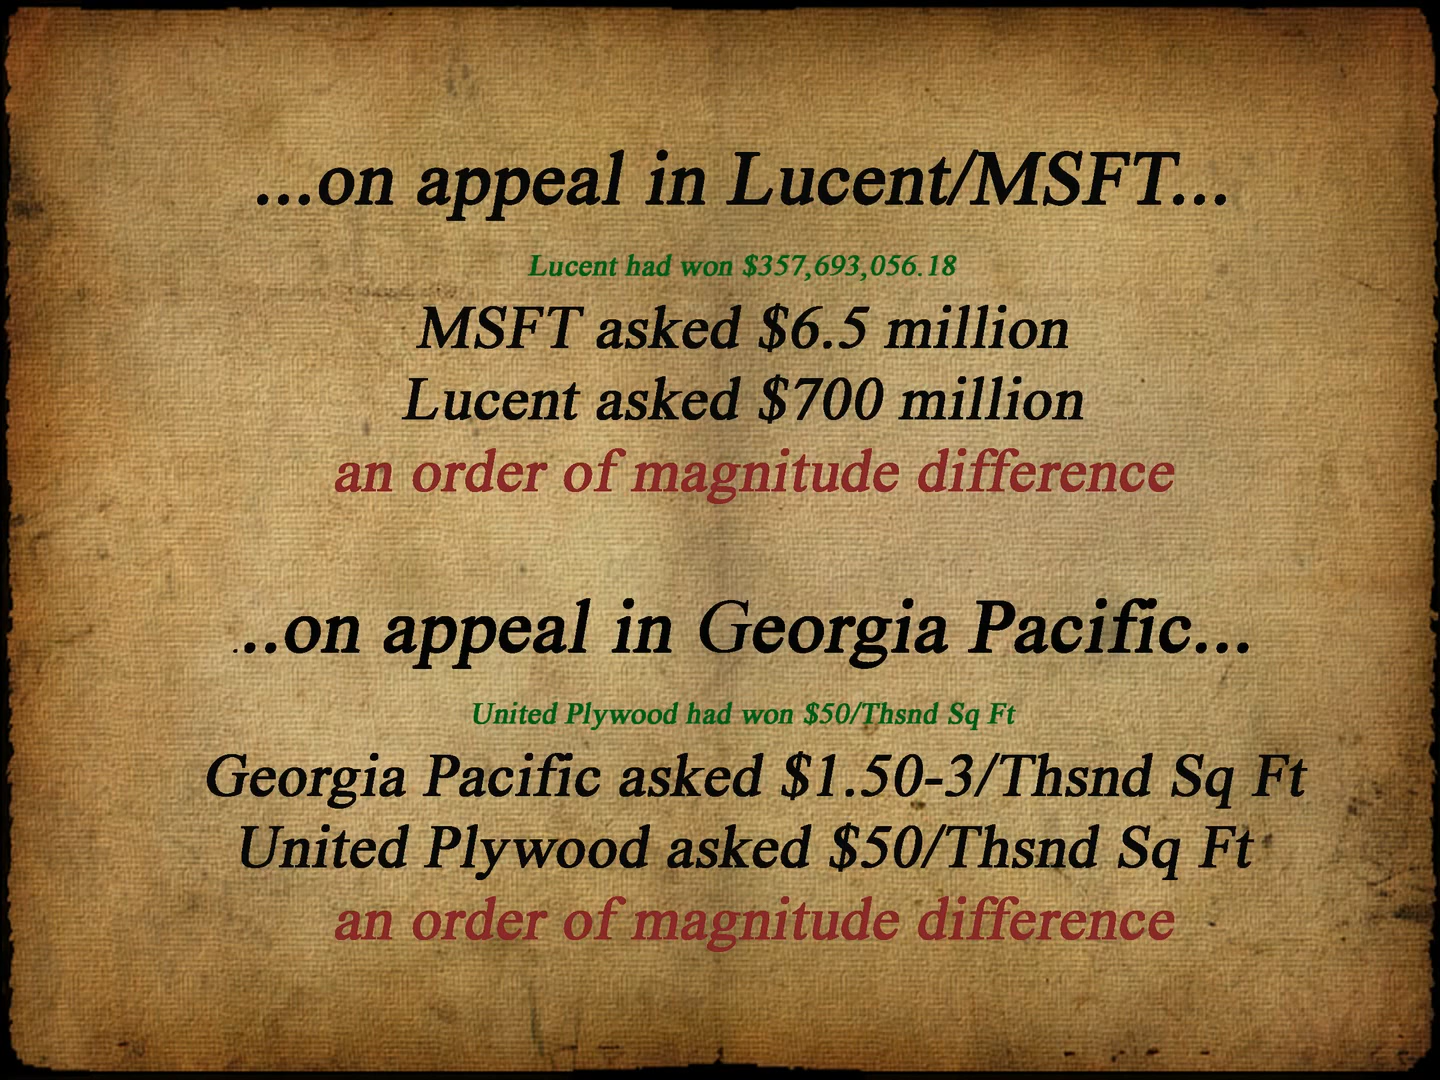 ...on appeal in Lucent/MSFT...
Lucent had won $357,693,056.18
MSFT asked $6.5 million
Lucent asked $700 million
an order of magnitude difference
...on appeal in Georgia Pacific...
United Plywood had won $50/Thsnd Sq Ft
Georgia Pacific asked $1.50-3/Thsnd Sq Ft
United Plywood asked $50/Thsnd Sq Ft
an order of magnitude difference